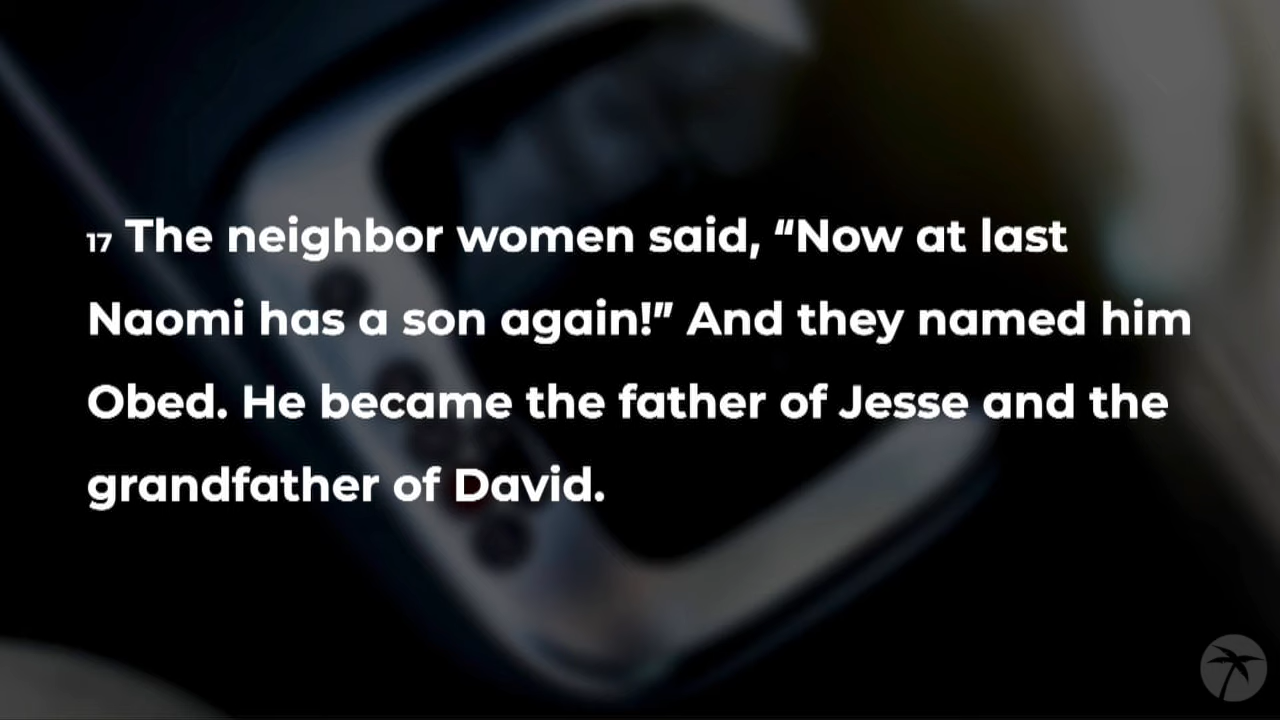 17 The neighbor women said, “Now at last
Naomi has a son again!” And they named him
Obed. He became the father of Jesse and the
grandfather of David.